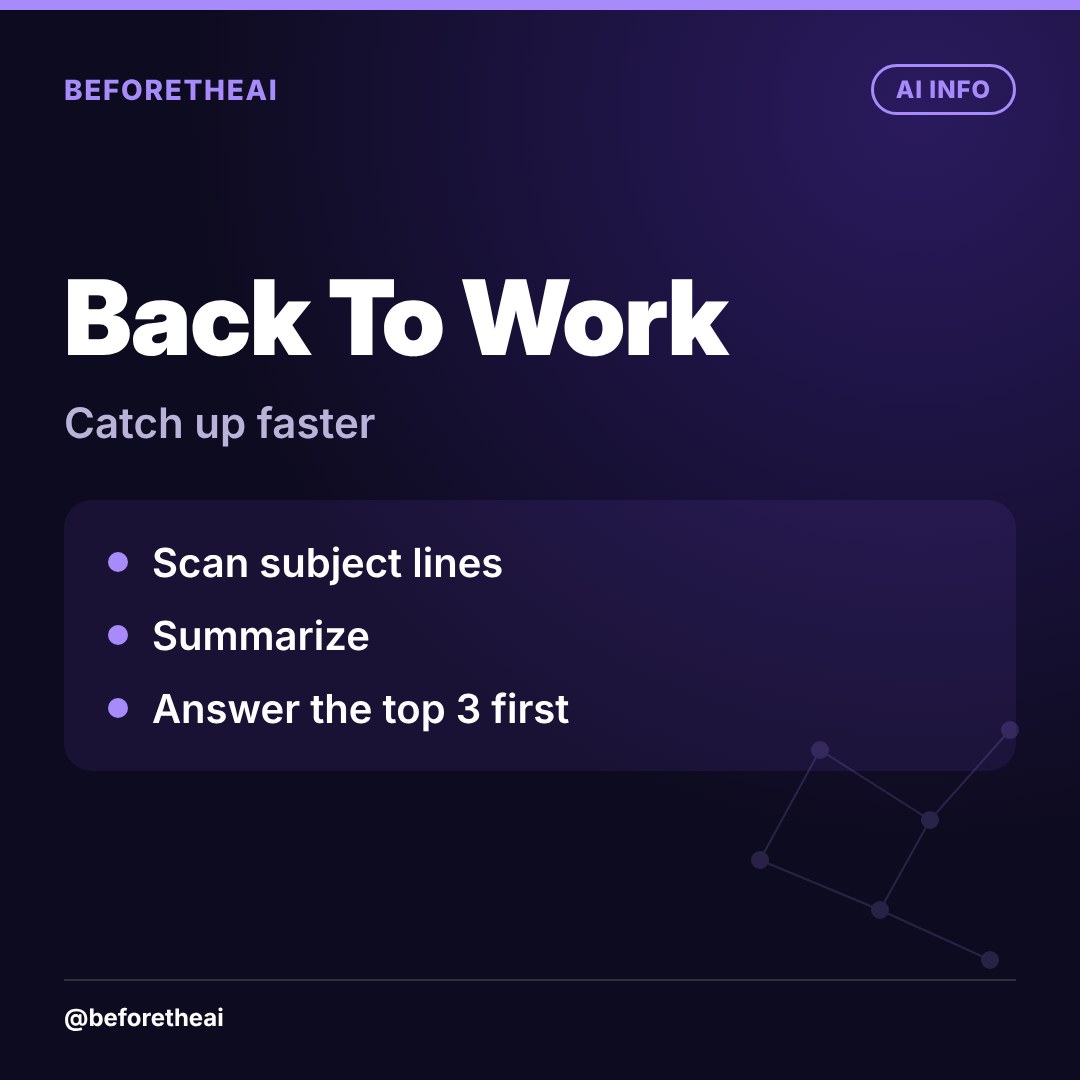 BEFORETHEAI
AI INFO
Back To Work
Catch up faster
Scan subject lines
Summarize
Answer the top 3 first
@beforetheai